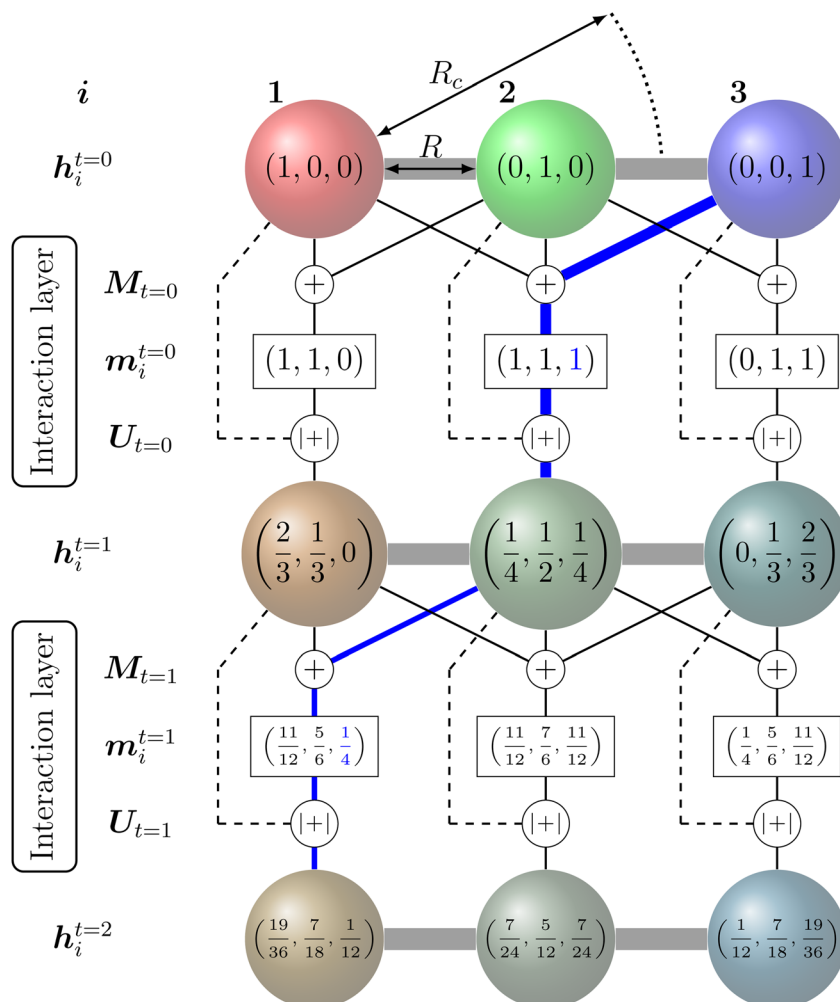 R_c
i 1 2 3
h_i^{t=0} (1, 0, 0) R (0, 1, 0) (0, 0, 1)
Interaction layer
M_{t=0} + + +
m_i^{t=0} (1, 1, 0) (1, 1, 1) (0, 1, 1)
U_{t=0} |+| |+| |+|
h_i^{t=1} (2/3, 1/3, 0) (1/4, 1/2, 1/4) (0, 1/3, 2/3)
Interaction layer
M_{t=1} + + +
m_i^{t=1} (11/12, 5/6, 1/4) (11/12, 7/6, 11/12) (1/4, 5/6, 11/12)
U_{t=1} |+| |+| |+|
h_i^{t=2} (19/36, 7/18, 1/12) (7/24, 5/12, 7/24) (1/12, 7/18, 19/36)